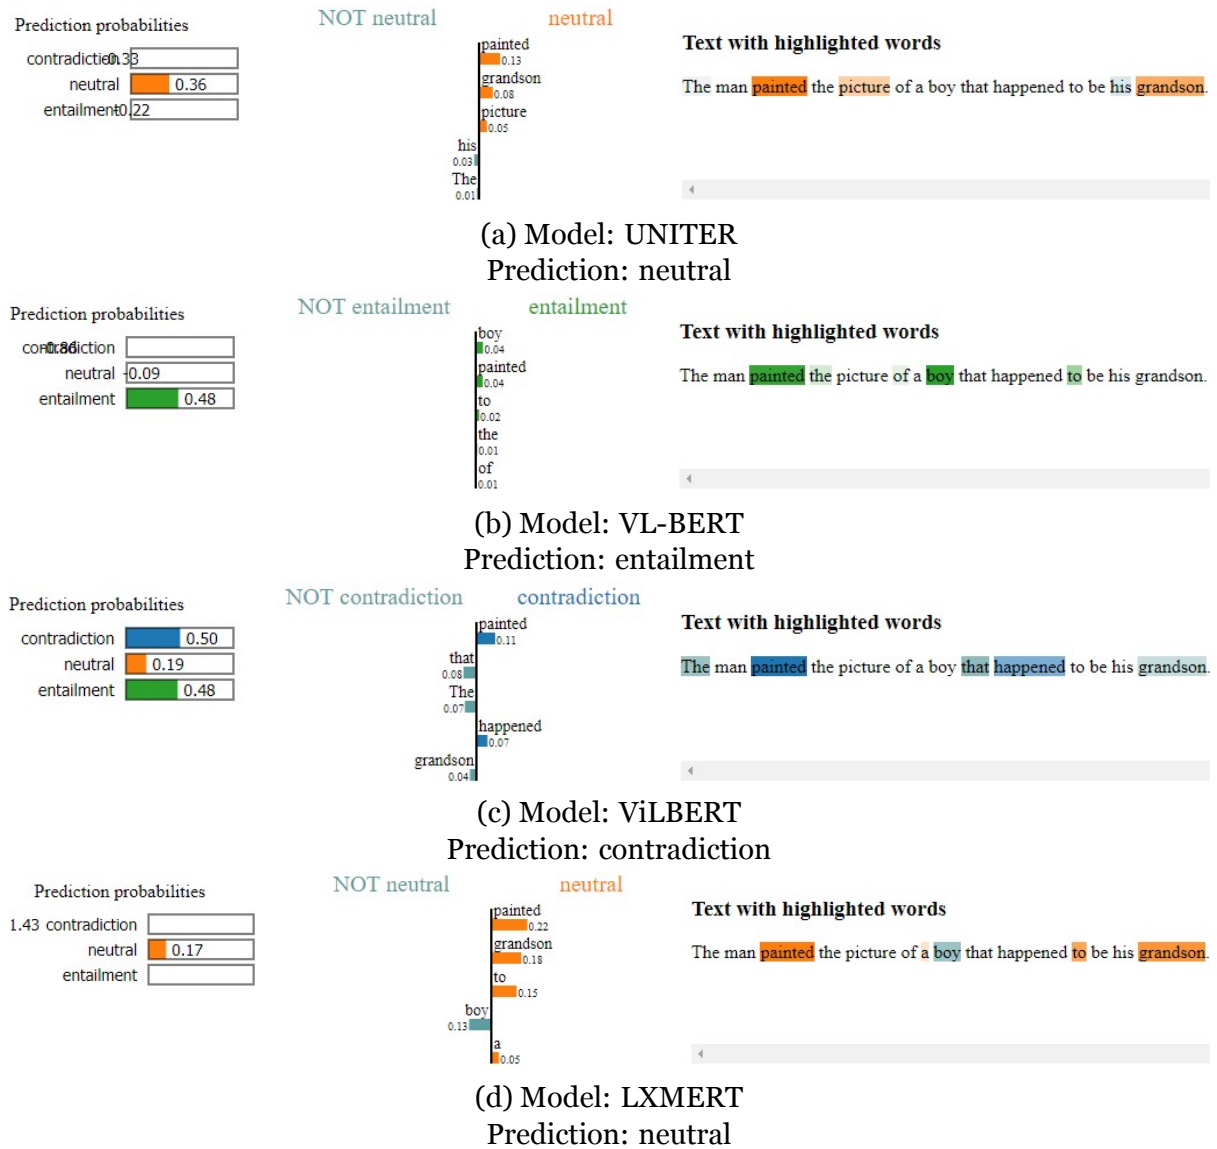 Prediction probabilities
contradiction 0.33
neutral 0.36
entailment -0.22
NOT neutral neutral
painted
0.13
grandson
0.08
picture
0.05
his
0.03
The
0.01
Text with highlighted words
The man painted the picture of a boy that happened to be his grandson.
(a) Model: UNITER
Prediction: neutral
Prediction probabilities
contradiction -0.86
neutral -0.09
entailment 0.48
NOT entailment entailment
boy
0.04
painted
0.04
to
0.02
the
0.01
of
0.01
Text with highlighted words
The man painted the picture of a boy that happened to be his grandson.
(b) Model: VL-BERT
Prediction: entailment
Prediction probabilities
contradiction 0.50
neutral 0.19
entailment 0.48
NOT contradiction contradiction
painted
0.11
that
0.08
The
0.07
happened
0.07
grandson
0.04
Text with highlighted words
The man painted the picture of a boy that happened to be his grandson.
(c) Model: ViLBERT
Prediction: contradiction
Prediction probabilities
1.43 contradiction
neutral 0.17
entailment
NOT neutral neutral
painted
0.22
grandson
0.18
to
0.15
boy
0.13
a
0.05
Text with highlighted words
The man painted the picture of a boy that happened to be his grandson.
(d) Model: LXMERT
Prediction: neutral